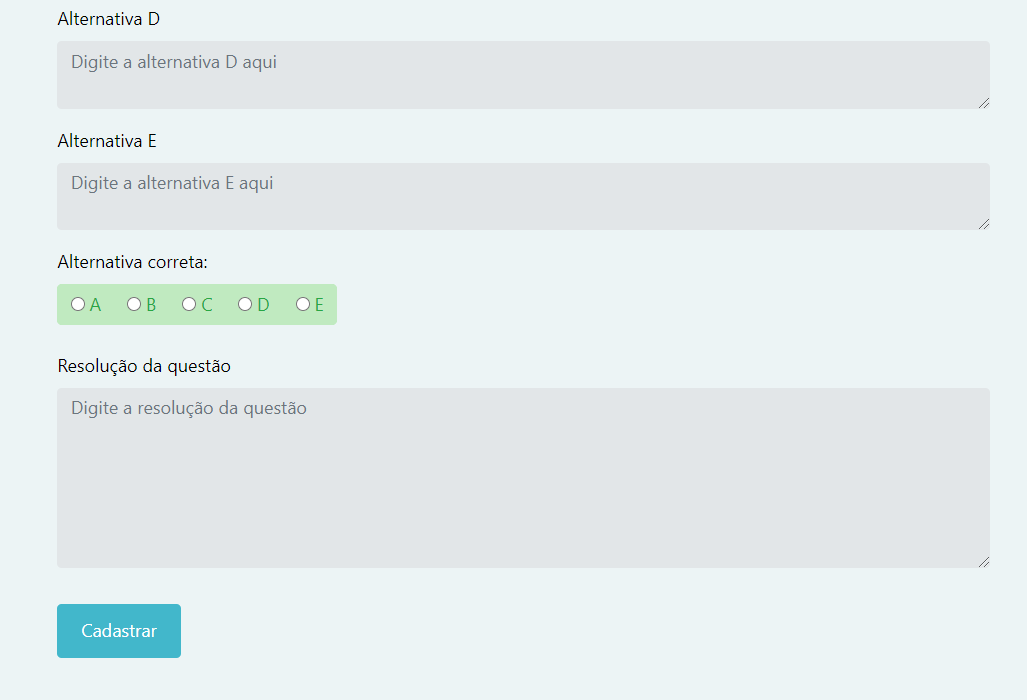 Alternativa D
Digite a alternativa D aqui
Alternativa E
Digite a alternativa E aqui
Alternativa correta:
A B C D E
Resolução da questão
Digite a resolução da questão
Cadastrar